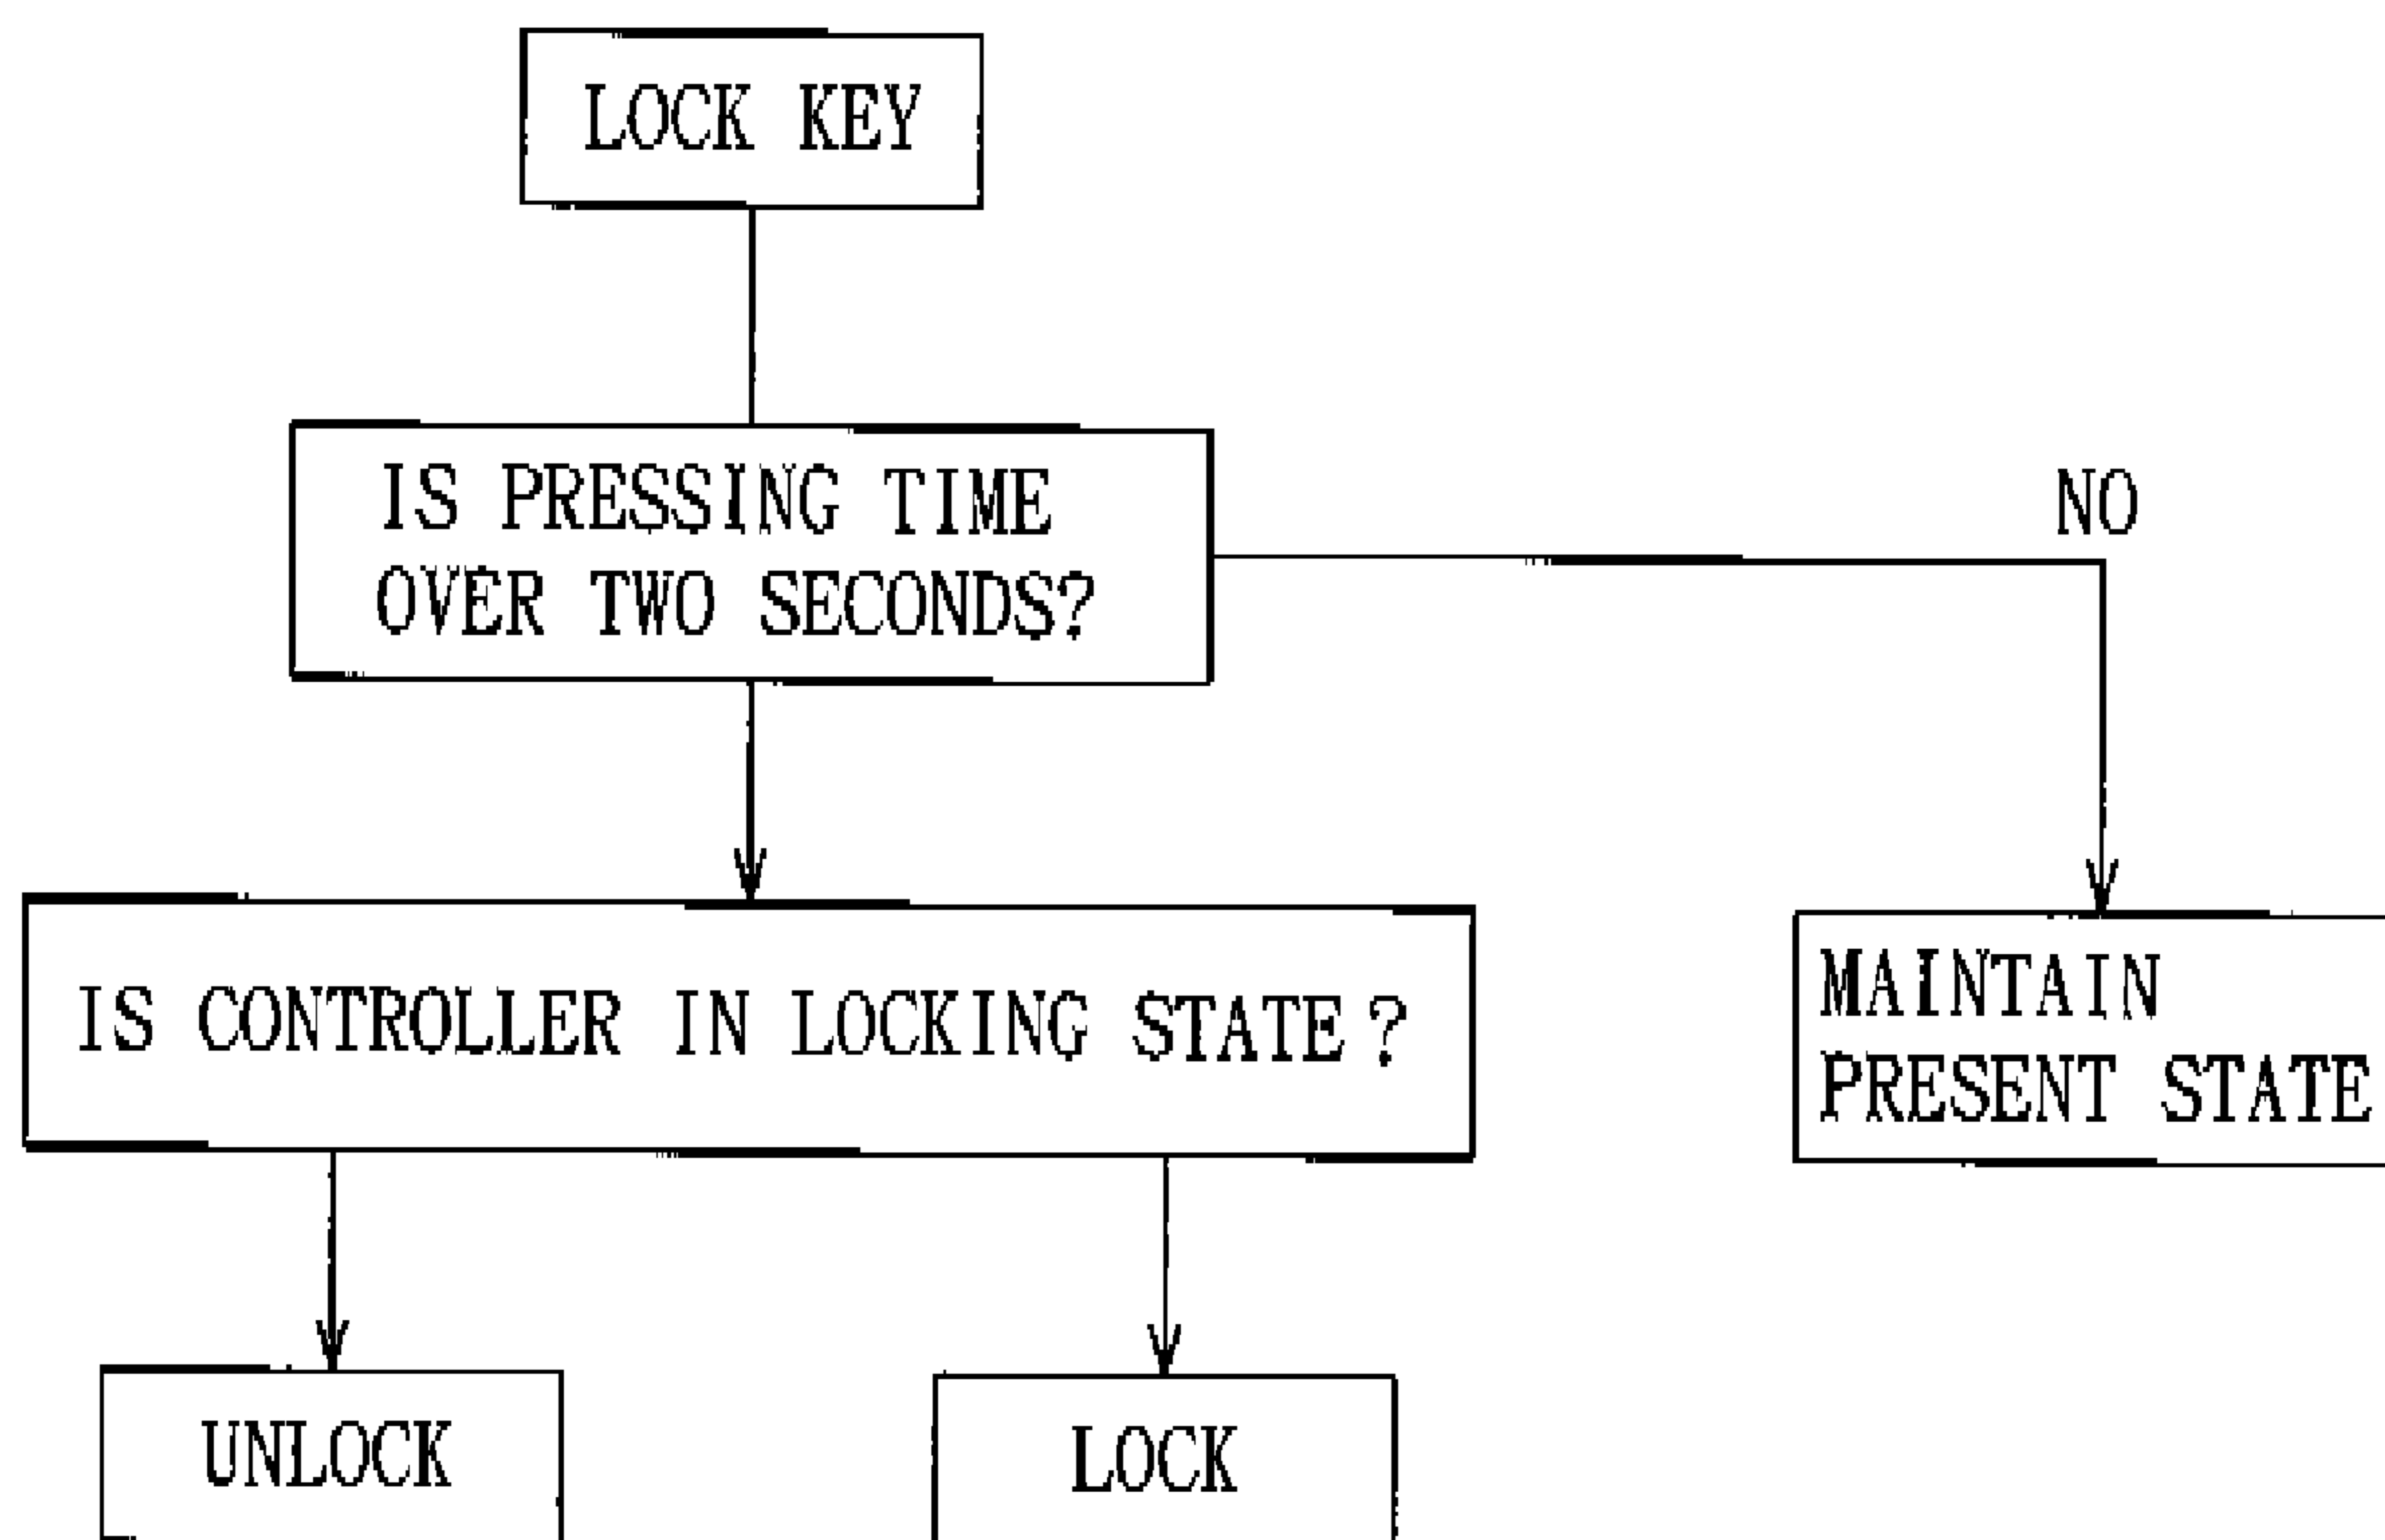 LOCK KEY
IS PRESSING TIME
OVER TWO SECONDS?
NO
IS CONTROLLER IN LOCKING STATE?
MAINTAIN
PRESENT STATE
UNLOCK
LOCK